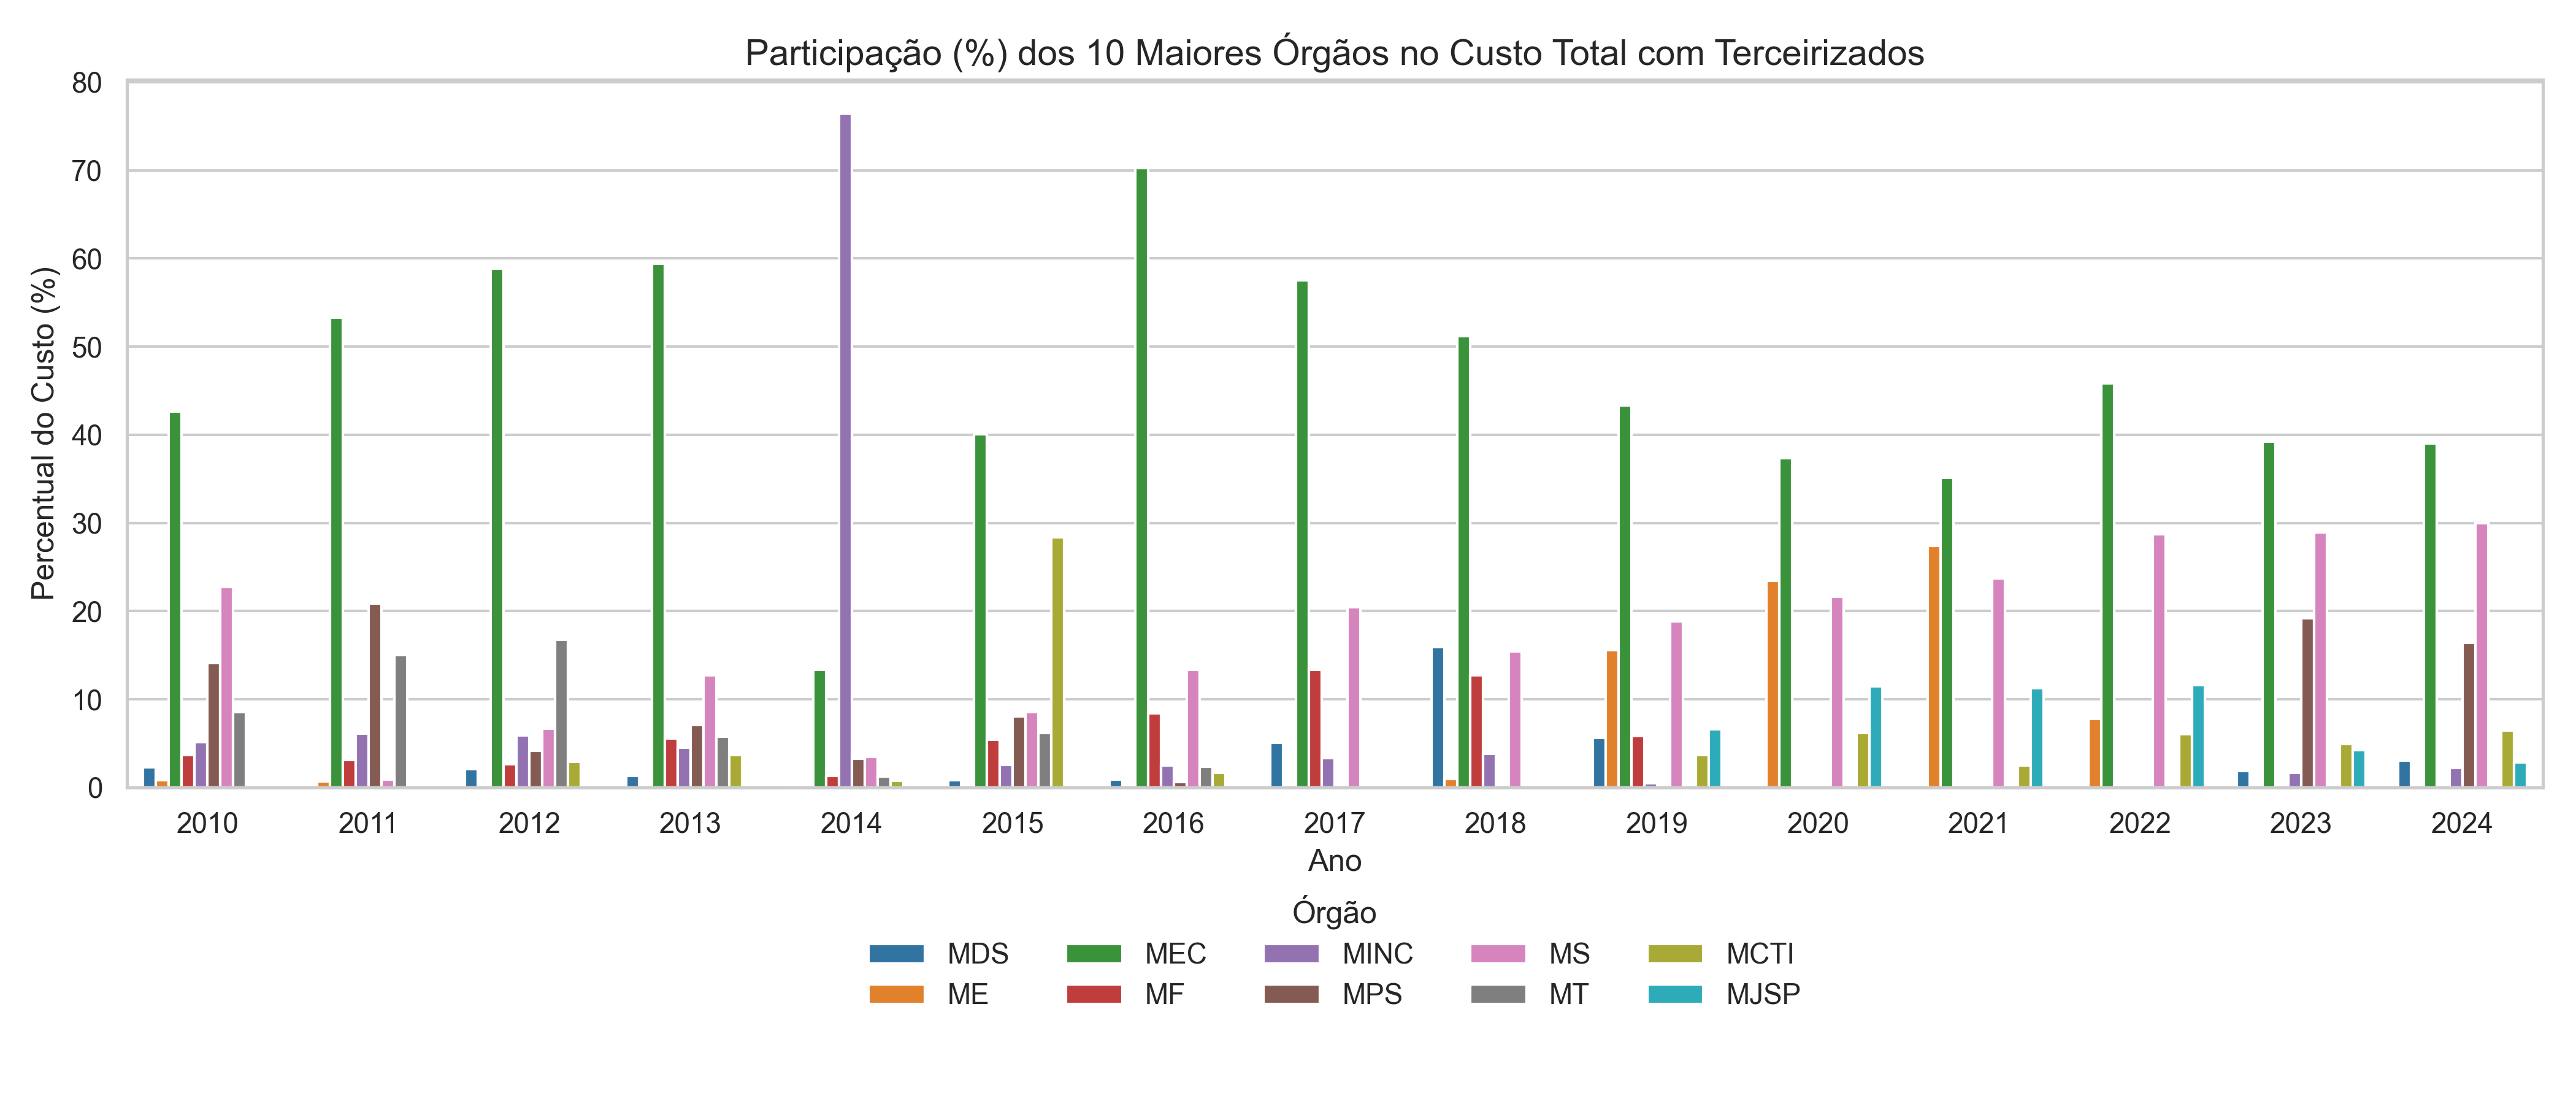 Participação (%) dos 10 Maiores Órgãos no Custo Total com Terceirizados
Percentual do Custo (%)
80
70
60
50
40
30
20
10
0
2010 2011 2012 2013 2014 2015 2016 2017 2018 2019 2020 2021 2022 2023 2024
Ano
Órgão
MDS MEC MINC MS MCTI
ME MF MPS MT MJSP